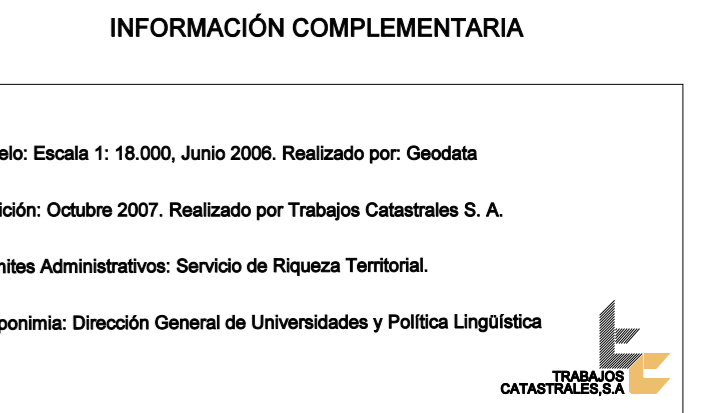 INFORMACIÓN COMPLEMENTARIA
elo: Escala 1: 18.000, Junio 2006. Realizado por: Geodata
ición: Octubre 2007. Realizado por Trabajos Catastrales S. A.
ites Administrativos: Servicio de Riqueza Territorial.
ponimia: Dirección General de Universidades y Política Lingüística
TRABAJOS
CATASTRALES,S.A